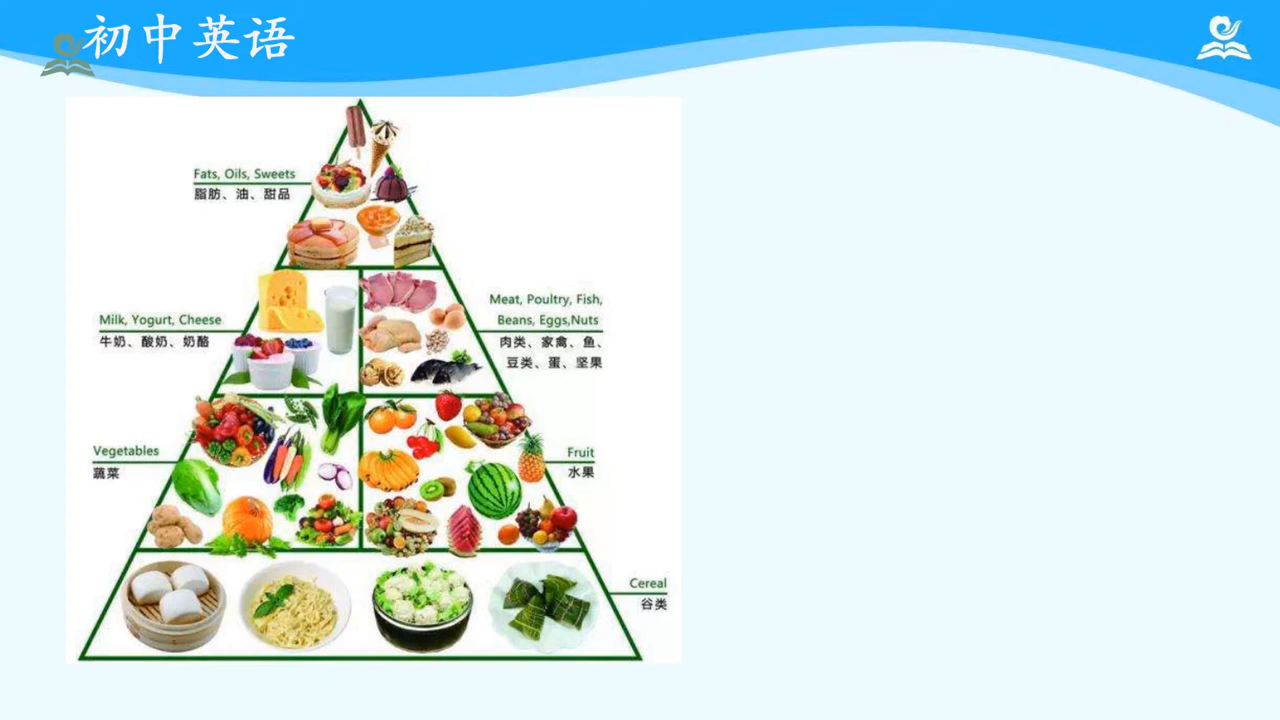 初中英语
Fats, Oils, Sweets
脂肪、油、甜品
Milk, Yogurt, Cheese
牛奶、酸奶、奶酪
Meat, Poultry, Fish,
Beans, Eggs,Nuts
肉类、家禽、鱼、
豆类、蛋、坚果
Vegetables
蔬菜
Fruit
水果
Cereal
谷类